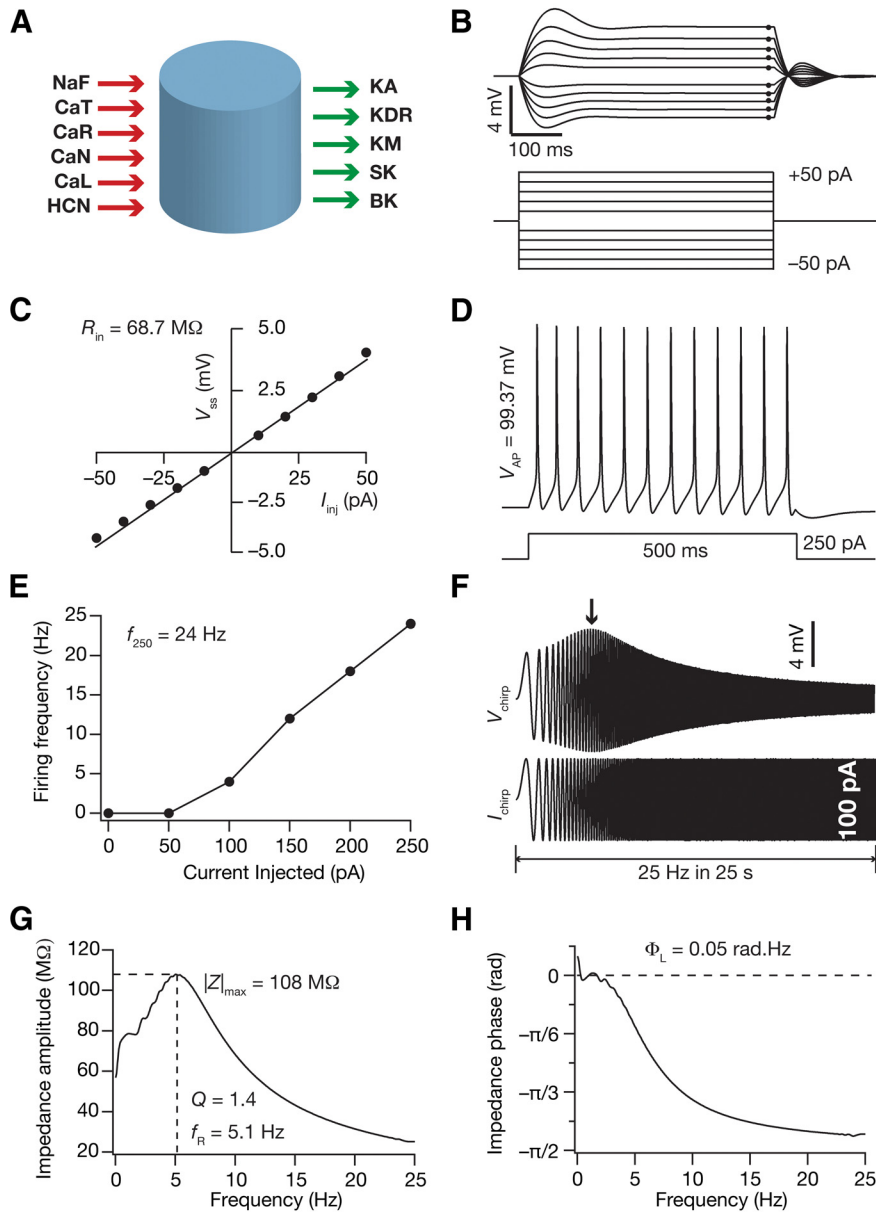 A
NaF
CaT
CaR
CaN
CaL
HCN
KA
KDR
KM
SK
BK
B
4 mV
100 ms
+50 pA
–50 pA
C
R_in = 68.7 MΩ
5.0
2.5
–2.5
–5.0
V_ss (mV)
–50
–25
25
50
I_inj (pA)
D
V_AP = 99.37 mV
500 ms
250 pA
E
f_250 = 24 Hz
25
20
15
10
5
0
Firing frequency (Hz)
0
50
100
150
200
250
Current Injected (pA)
F
4 mV
V_chirp
I_chirp
100 pA
25 Hz in 25 s
G
120
100
80
60
40
20
Impedance amplitude (MΩ)
|Z|_max = 108 MΩ
Q = 1.4
f_R = 5.1 Hz
0
5
10
15
20
25
Frequency (Hz)
H
Φ_L = 0.05 rad.Hz
0
–π/6
–π/3
–π/2
Impedance phase (rad)
0
5
10
15
20
25
Frequency (Hz)